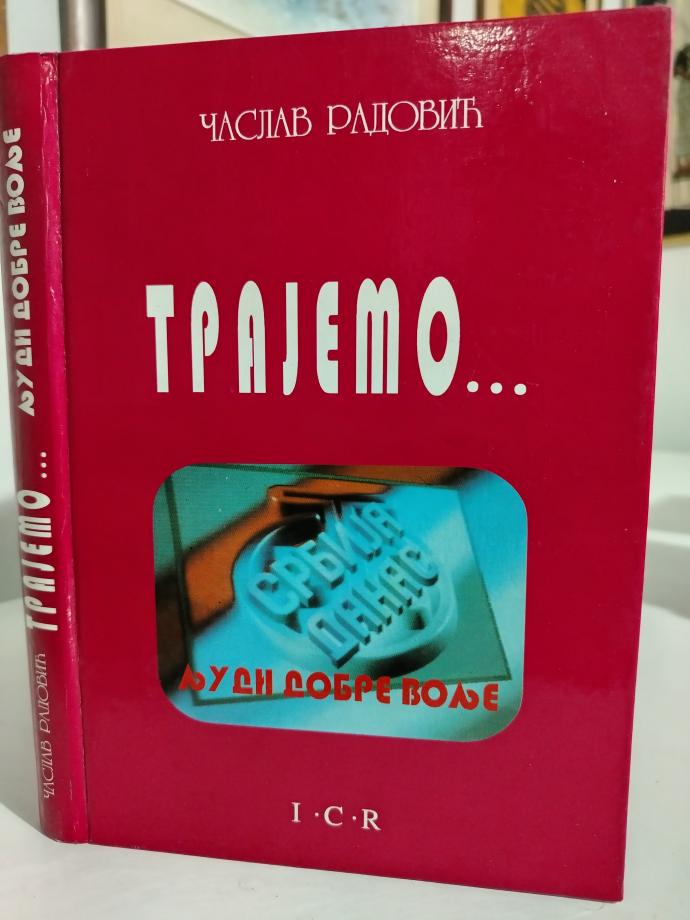 ЧАСЛАВ РАДОВИЋ
ТРАЈЕМО...
СРБИЈА
ДАНАС
ЉУДИ ДОБРЕ ВОЉЕ
I·C·R
ЧАСЛАВ РАДОВИЋ ТРАЈЕМО... ЉУДИ ДОБРЕ ВОЉЕ